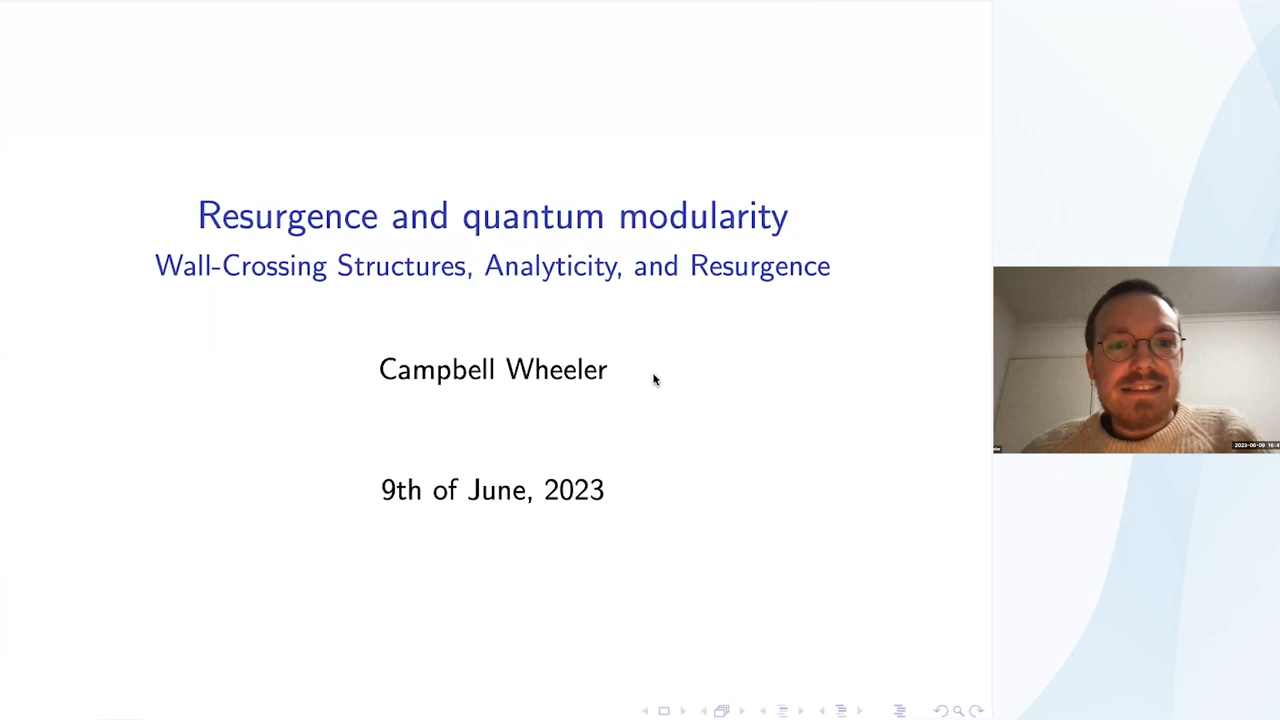 Resurgence and quantum modularity
Wall-Crossing Structures, Analyticity, and Resurgence
Campbell Wheeler
9th of June, 2023